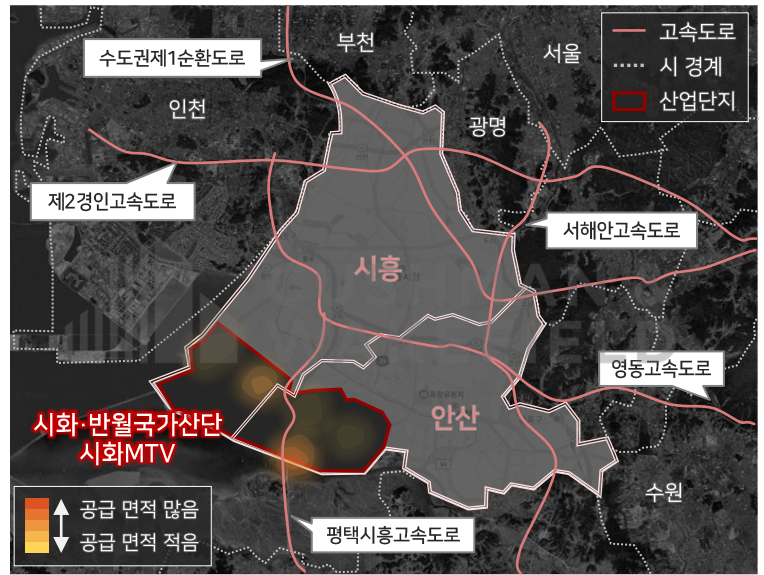 수도권제1순환도로
부천
서울
고속도로
시 경계
산업단지
인천
광명
제2경인고속도로
서해안고속도로
시흥
영동고속도로
안산
시화·반월국가산단
시화MTV
수원
공급 면적 많음
공급 면적 적음
평택시흥고속도로